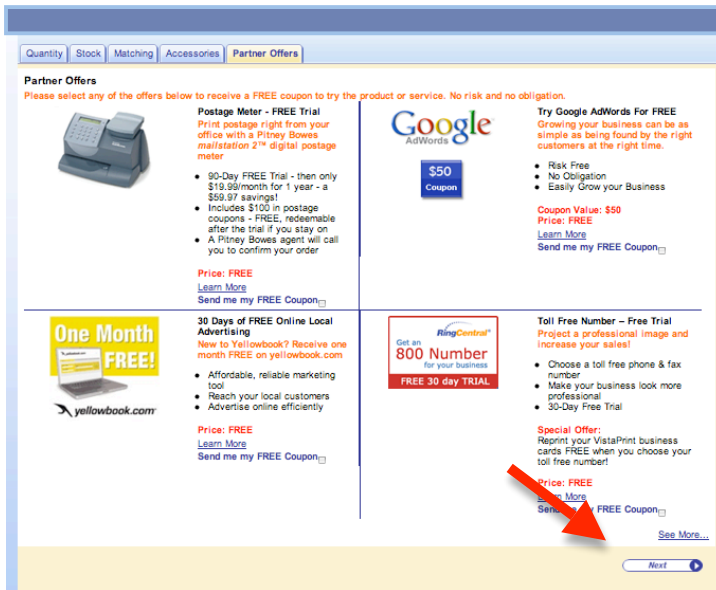 Quantity Stock Matching Accessories Partner Offers
Partner Offers
Please select any of the offers below to receive a FREE coupon to try the product or service. No risk and no obligation.
Postage Meter - FREE Trial
Print postage right from your
office with a Pitney Bowes
mailstation 2™ digital postage
meter
• 90-Day FREE Trial - then only
$19.99/month for 1 year - a
$59.97 savings!
• Includes $100 in postage
coupons - FREE, redeemable
after the trial if you stay on
• A Pitney Bowes agent will call
you to confirm your order
Price: FREE
Learn More
Send me my FREE Coupon
Google
AdWords
$50
Coupon
Try Google AdWords For FREE
Growing your business can be as
simple as being found by the right
customers at the right time.
• Risk Free
• No Obligation
• Easily Grow your Business
Coupon Value: $50
Price: FREE
Learn More
Send me my FREE Coupon
One Month
FREE!
yellowbook.com
30 Days of FREE Online Local
Advertising
New to Yellowbook? Receive one
month FREE on yellowbook.com
• Affordable, reliable marketing
tool
• Reach your local customers
• Advertise online efficiently
Price: FREE
Learn More
Send me my FREE Coupon
RingCentral
Get an
800 Number
for your business
FREE 30 day TRIAL
Toll Free Number – Free Trial
Project a professional image and
increase your sales!
• Choose a toll free phone & fax
number
• Make your business look more
professional
• 30-Day Free Trial
Special Offer:
Reprint your VistaPrint business
cards FREE when you choose your
toll free number!
Price: FREE
More
FREE Coupon
See More...
Next